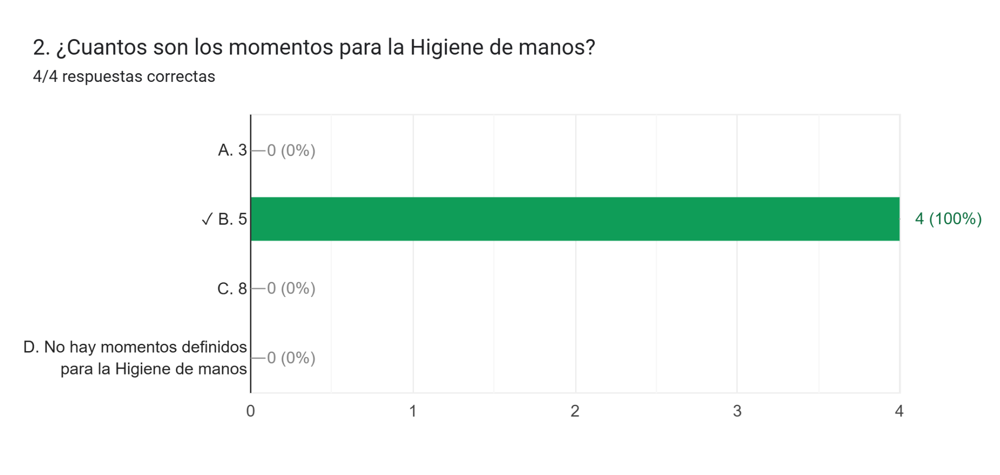 2. ¿Cuantos son los momentos para la Higiene de manos?
4/4 respuestas correctas
A. 3 0 (0%)
✓ B. 5 4 (100%)
C. 8 0 (0%)
D. No hay momentos definidos
para la Higiene de manos 0 (0%)
0 1 2 3 4